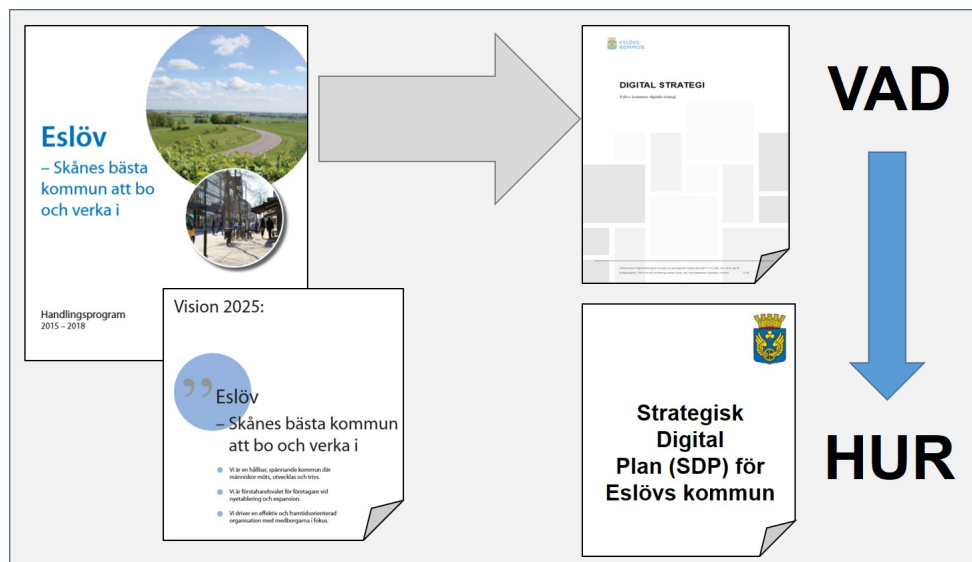 Eslöv
– Skånes bästa
kommun att bo
och verka i
Handlingsprogram
2015 – 2018
Vision 2025:
”
Eslöv
– Skånes bästa kommun
att bo och verka i
Vi är en hållbar, spännande kommun där
människor möts, utvecklas och trivs.
Vi är förstahandsvalet för företagare vid
nyetablering och expansion.
Vi driver en effektiv och framtidsorienterad
organisation med medborgarna i fokus.
ESLÖVS
KOMMUN
DIGITAL STRATEGI
Eslövs kommuns digitala strategi
VAD
HUR
Strategisk
Digital
Plan (SDP) för
Eslövs kommun